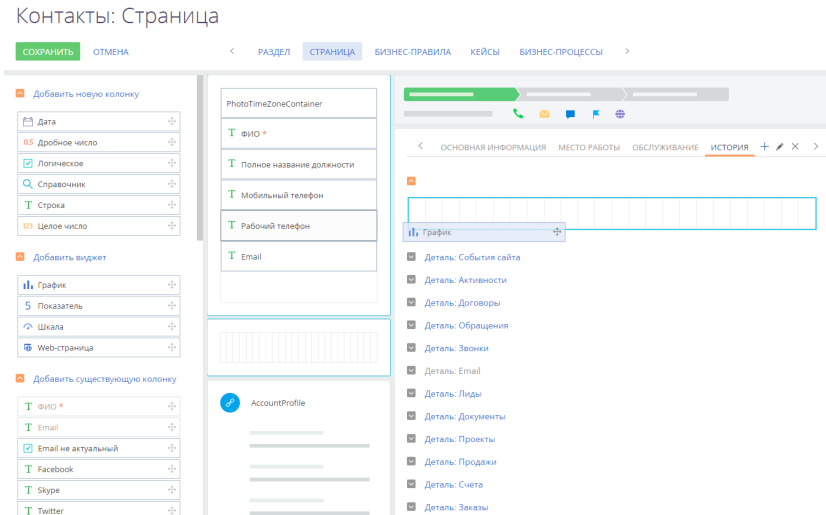 Контакты: Страница
СОХРАНИТЬ ОТМЕНА РАЗДЕЛ СТРАНИЦА БИЗНЕС-ПРАВИЛА КЕЙСЫ БИЗНЕС-ПРОЦЕССЫ
Добавить новую колонку
Дата
0.5 Дробное число
Логическое
Справочник
T Строка
123 Целое число
Добавить виджет
График
5 Показатель
Шкала
Web-страница
Добавить существующую колонку
T ФИО *
T Email
Email не актуальный
T Facebook
T Skype
T Twitter
PhotoTimeZoneContainer
T ФИО *
T Полное название должности
T Мобильный телефон
T Рабочий телефон
T Email
AccountProfile
ОСНОВНАЯ ИНФОРМАЦИЯ МЕСТО РАБОТЫ ОБСЛУЖИВАНИЕ ИСТОРИЯ
График
Деталь: События сайта
Деталь: Активности
Деталь: Договоры
Деталь: Обращения
Деталь: Звонки
Деталь: Email
Деталь: Лиды
Деталь: Документы
Деталь: Проекты
Деталь: Продажи
Деталь: Счета
Деталь: Заказы